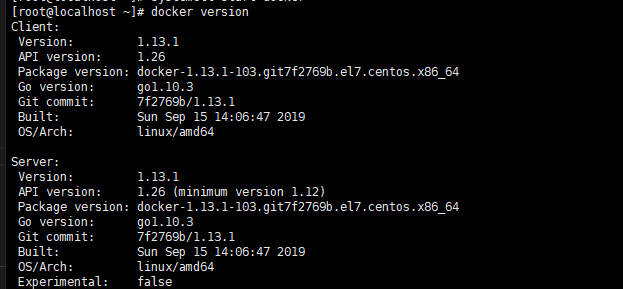 [root@localhost ~]# docker version
Client:
 Version:         1.13.1
 API version:     1.26
 Package version: docker-1.13.1-103.git7f2769b.el7.centos.x86_64
 Go version:      go1.10.3
 Git commit:      7f2769b/1.13.1
 Built:           Sun Sep 15 14:06:47 2019
 OS/Arch:         linux/amd64

Server:
 Version:         1.13.1
 API version:     1.26 (minimum version 1.12)
 Package version: docker-1.13.1-103.git7f2769b.el7.centos.x86_64
 Go version:      go1.10.3
 Git commit:      7f2769b/1.13.1
 Built:           Sun Sep 15 14:06:47 2019
 OS/Arch:         linux/amd64
 Experimental:    false